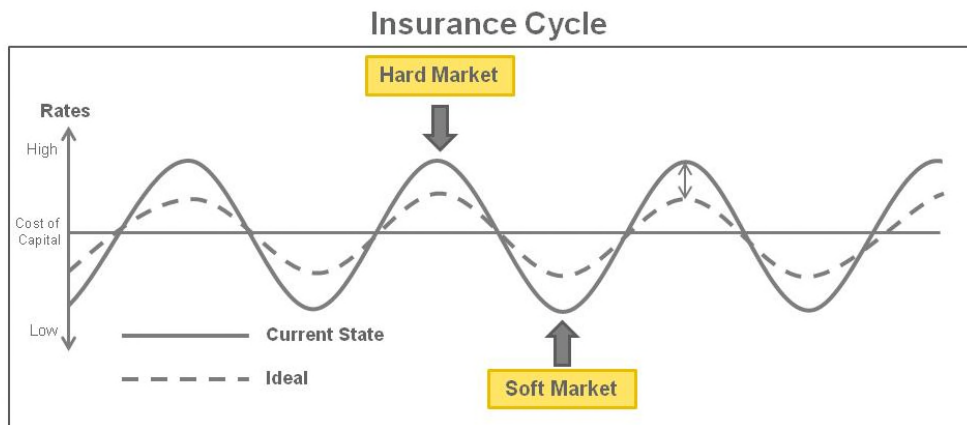 Insurance Cycle
Hard Market
Rates
High
Cost of
Capital
Low
Current State
Ideal
Soft Market